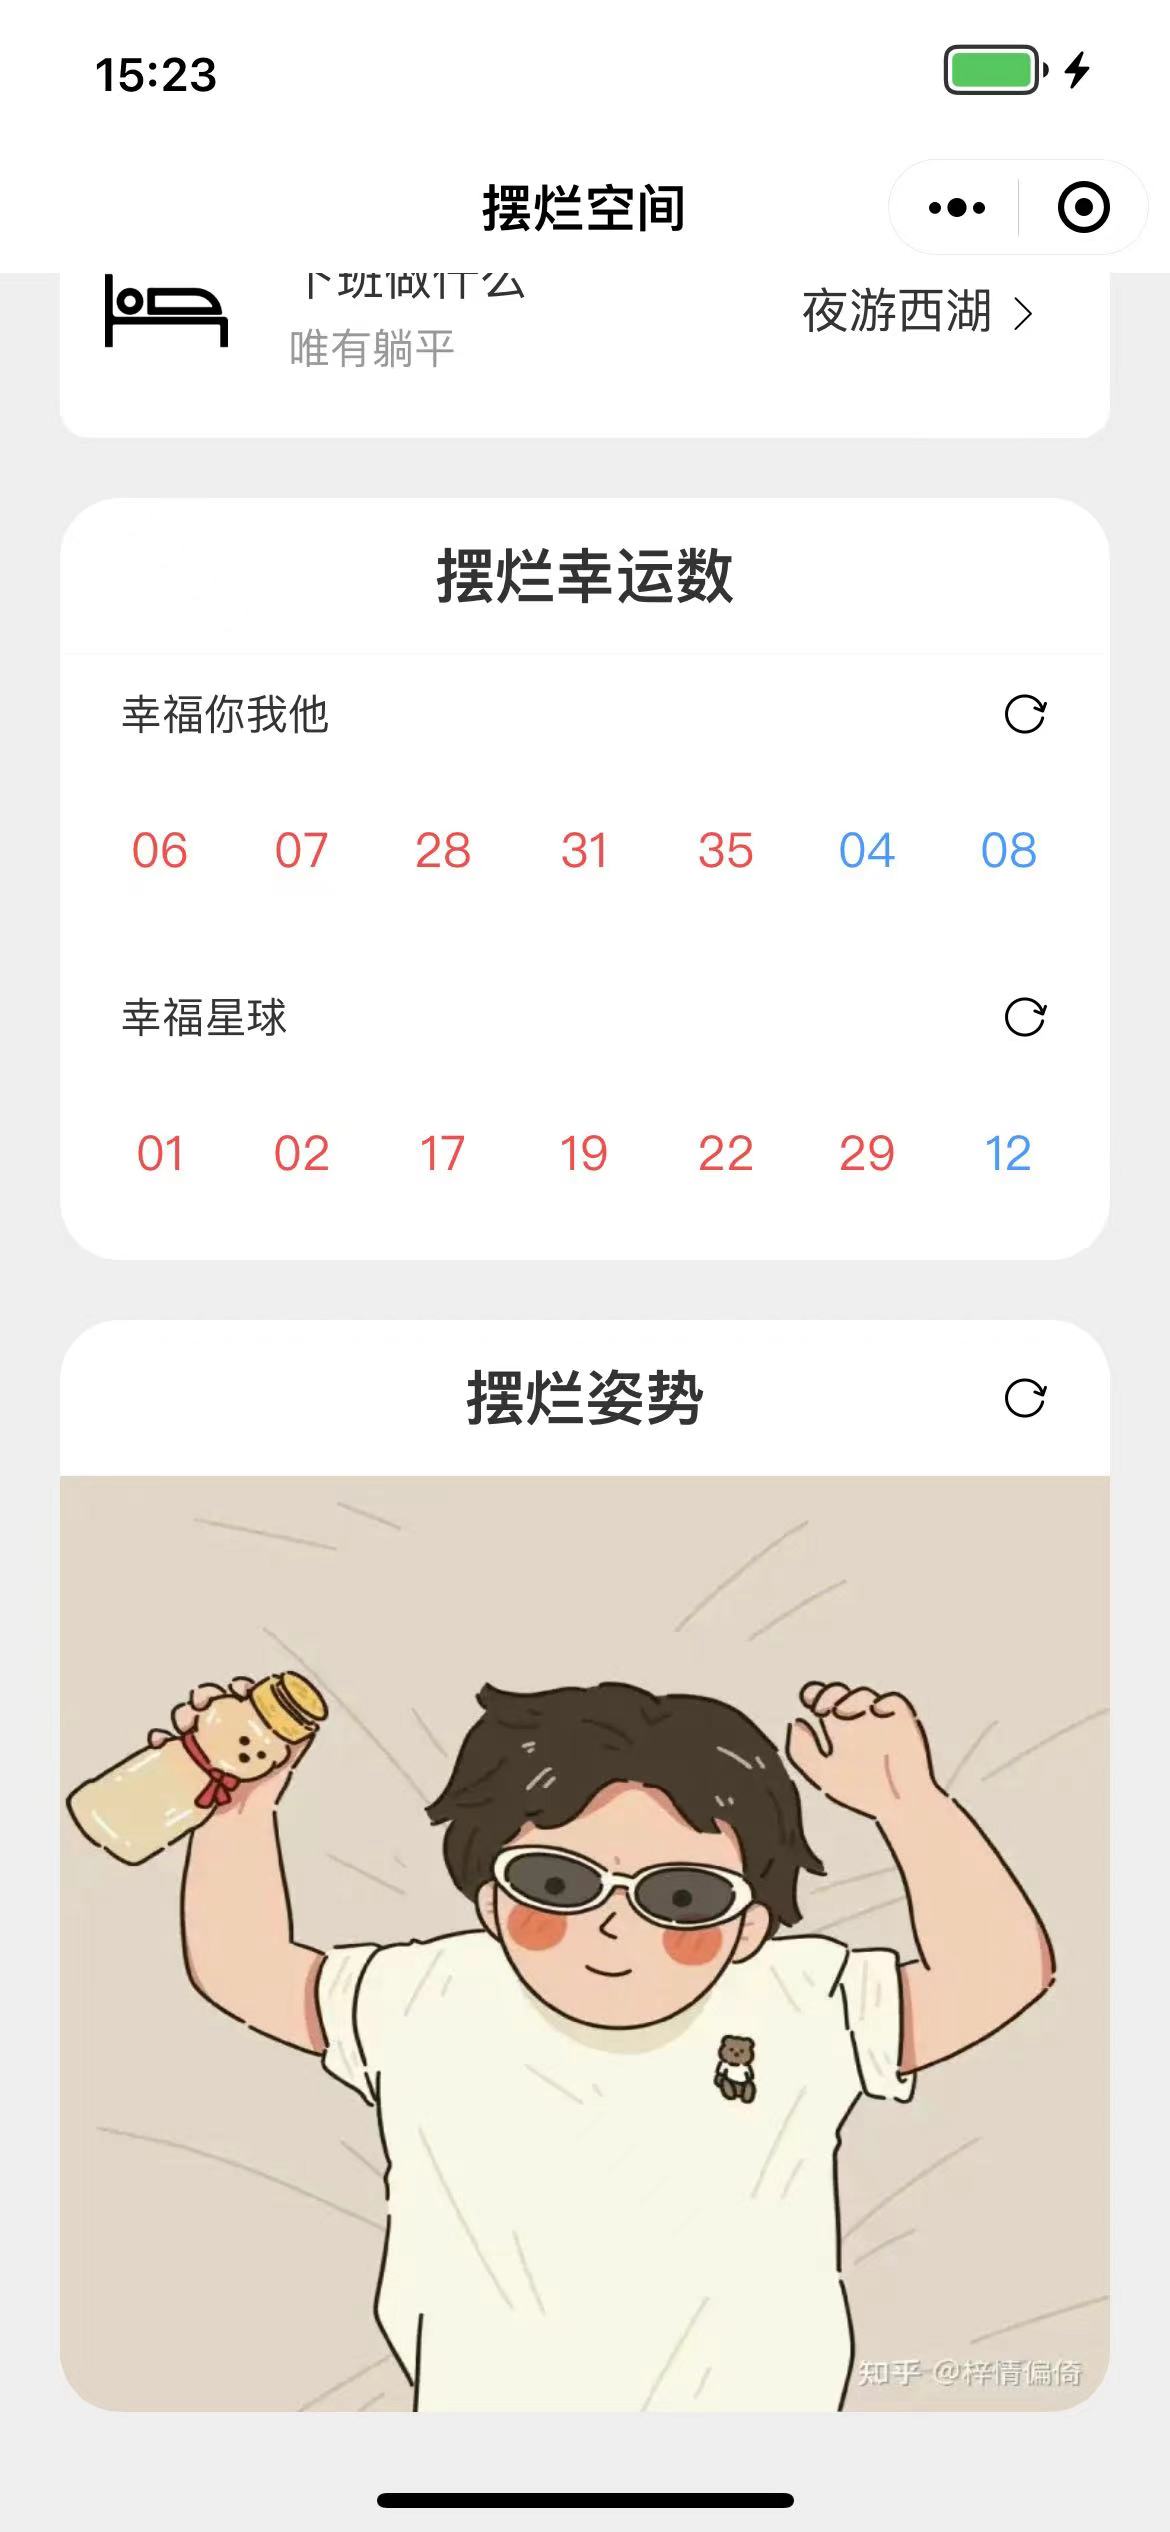 15:23
摆烂空间
下班做什么
唯有躺平
夜游西湖
摆烂幸运数
幸福你我他
06 07 28 31 35 04 08
幸福星球
01 02 17 19 22 29 12
摆烂姿势
知乎 @梓情偏倚